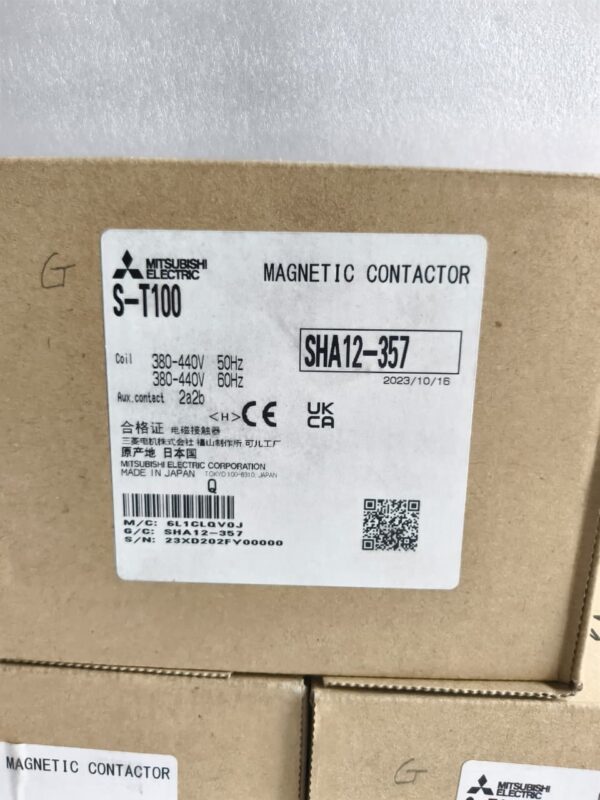 G
MITSUBISHI
ELECTRIC
MAGNETIC CONTACTOR
S-T100
SHA12-357
2023/10/16
Coil 380-440V 50Hz
380-440V 60Hz
Aux.contact 2a2b
<H> CE UK
CA
合格证 电磁接触器
三菱电机株式会社 福山制作所 可儿工厂
原产地 日本国
MITSUBISHI ELECTRIC CORPORATION
MADE IN JAPAN TOKYO 100-8310, JAPAN
Q
M/C: 6L1CLQV0J
G/C: SHA12-357
S/N: 23XD202FY00000
MAGNETIC CONTACTOR
G
MITSUBISHI
ELECTRIC